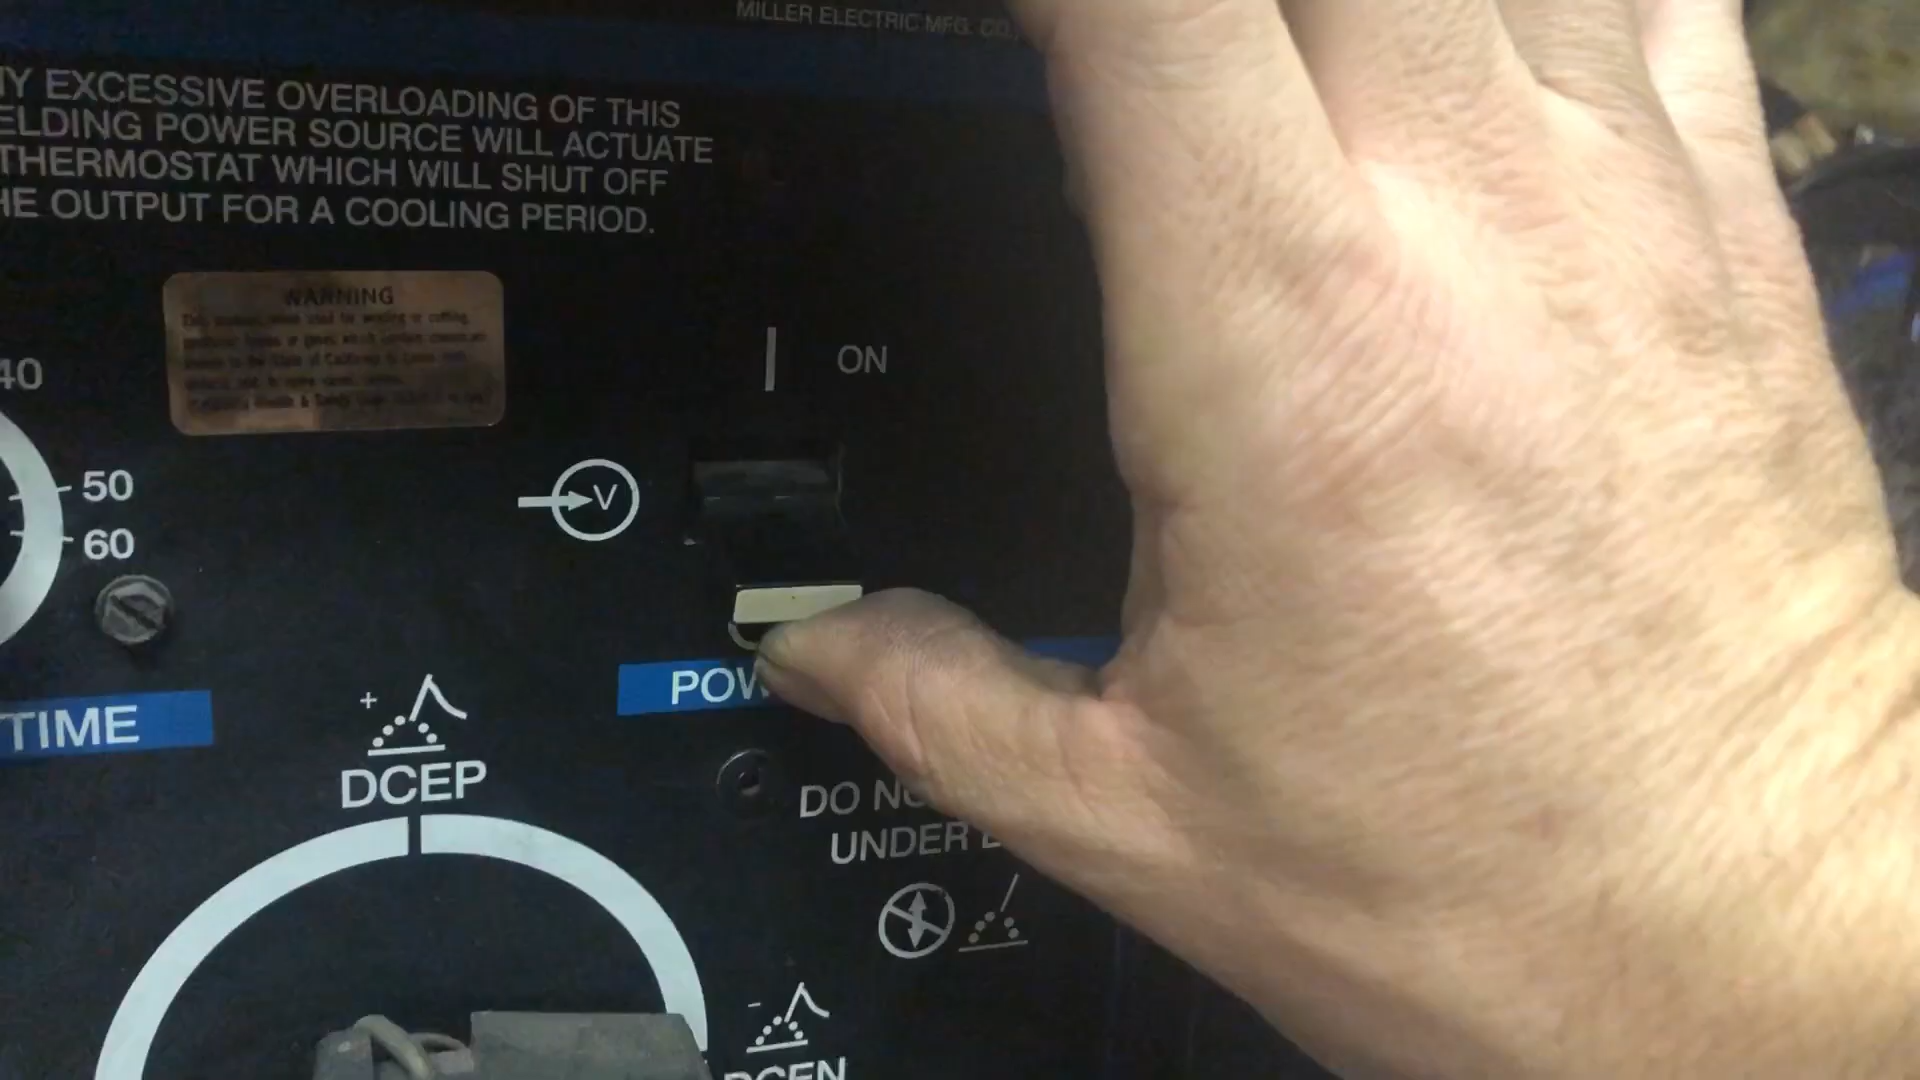 MILLER ELECTRIC MFG. CO.,
NY EXCESSIVE OVERLOADING OF THIS
ELDING POWER SOURCE WILL ACTUATE
THERMOSTAT WHICH WILL SHUT OFF
HE OUTPUT FOR A COOLING PERIOD.
WARNING
ON
40
50
V
60
POW
TIME
+
DCEP
DO NO
UNDER
-
DCEN